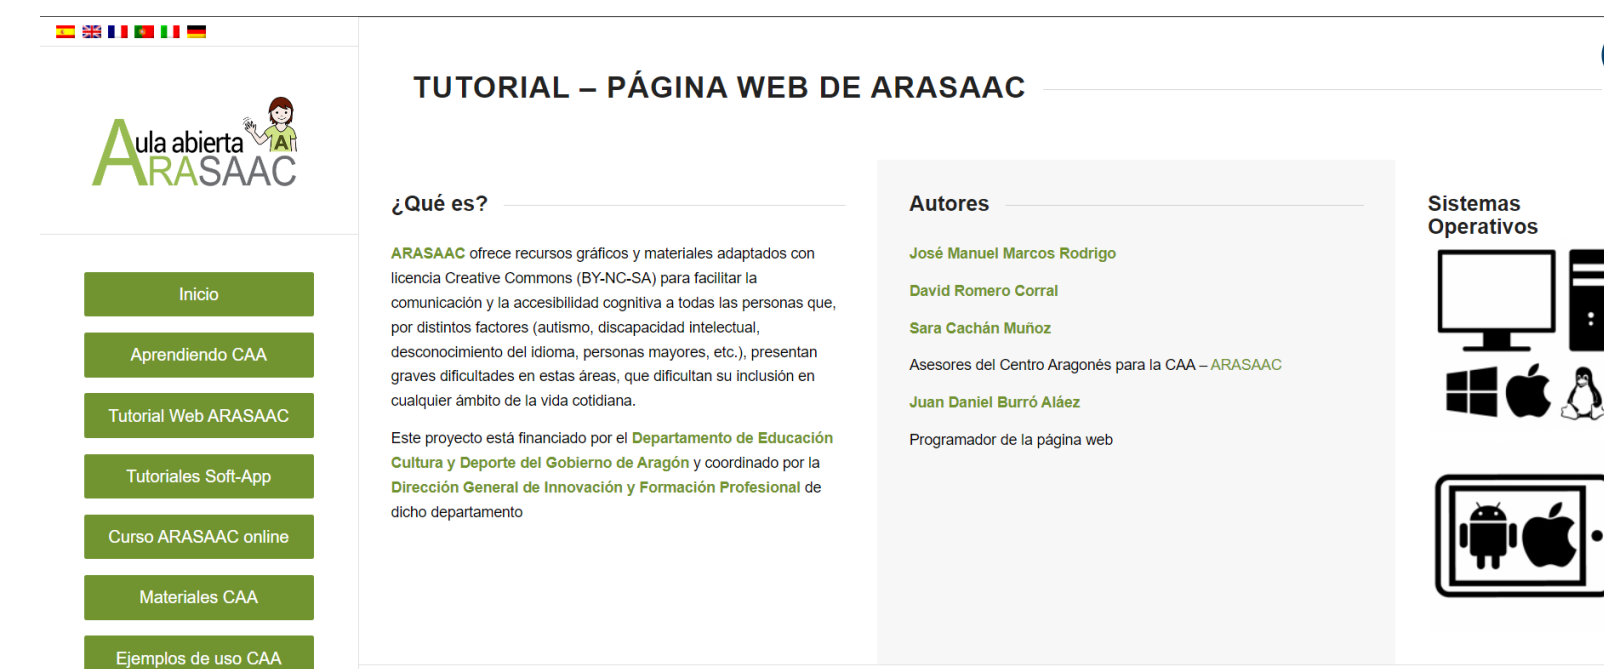 TUTORIAL – PÁGINA WEB DE ARASAAC
Aula abierta
ARASAAC
A
Inicio
Aprendiendo CAA
Tutorial Web ARASAAC
Tutoriales Soft-App
Curso ARASAAC online
Materiales CAA
Ejemplos de uso CAA
¿Qué es?
ARASAAC ofrece recursos gráficos y materiales adaptados con
licencia Creative Commons (BY-NC-SA) para facilitar la
comunicación y la accesibilidad cognitiva a todas las personas que,
por distintos factores (autismo, discapacidad intelectual,
desconocimiento del idioma, personas mayores, etc.), presentan
graves dificultades en estas áreas, que dificultan su inclusión en
cualquier ámbito de la vida cotidiana.
Este proyecto está financiado por el Departamento de Educación
Cultura y Deporte del Gobierno de Aragón y coordinado por la
Dirección General de Innovación y Formación Profesional de
dicho departamento
Autores
José Manuel Marcos Rodrigo
David Romero Corral
Sara Cachán Muñoz
Asesores del Centro Aragonés para la CAA – ARASAAC
Juan Daniel Burró Aláez
Programador de la página web
Sistemas
Operativos